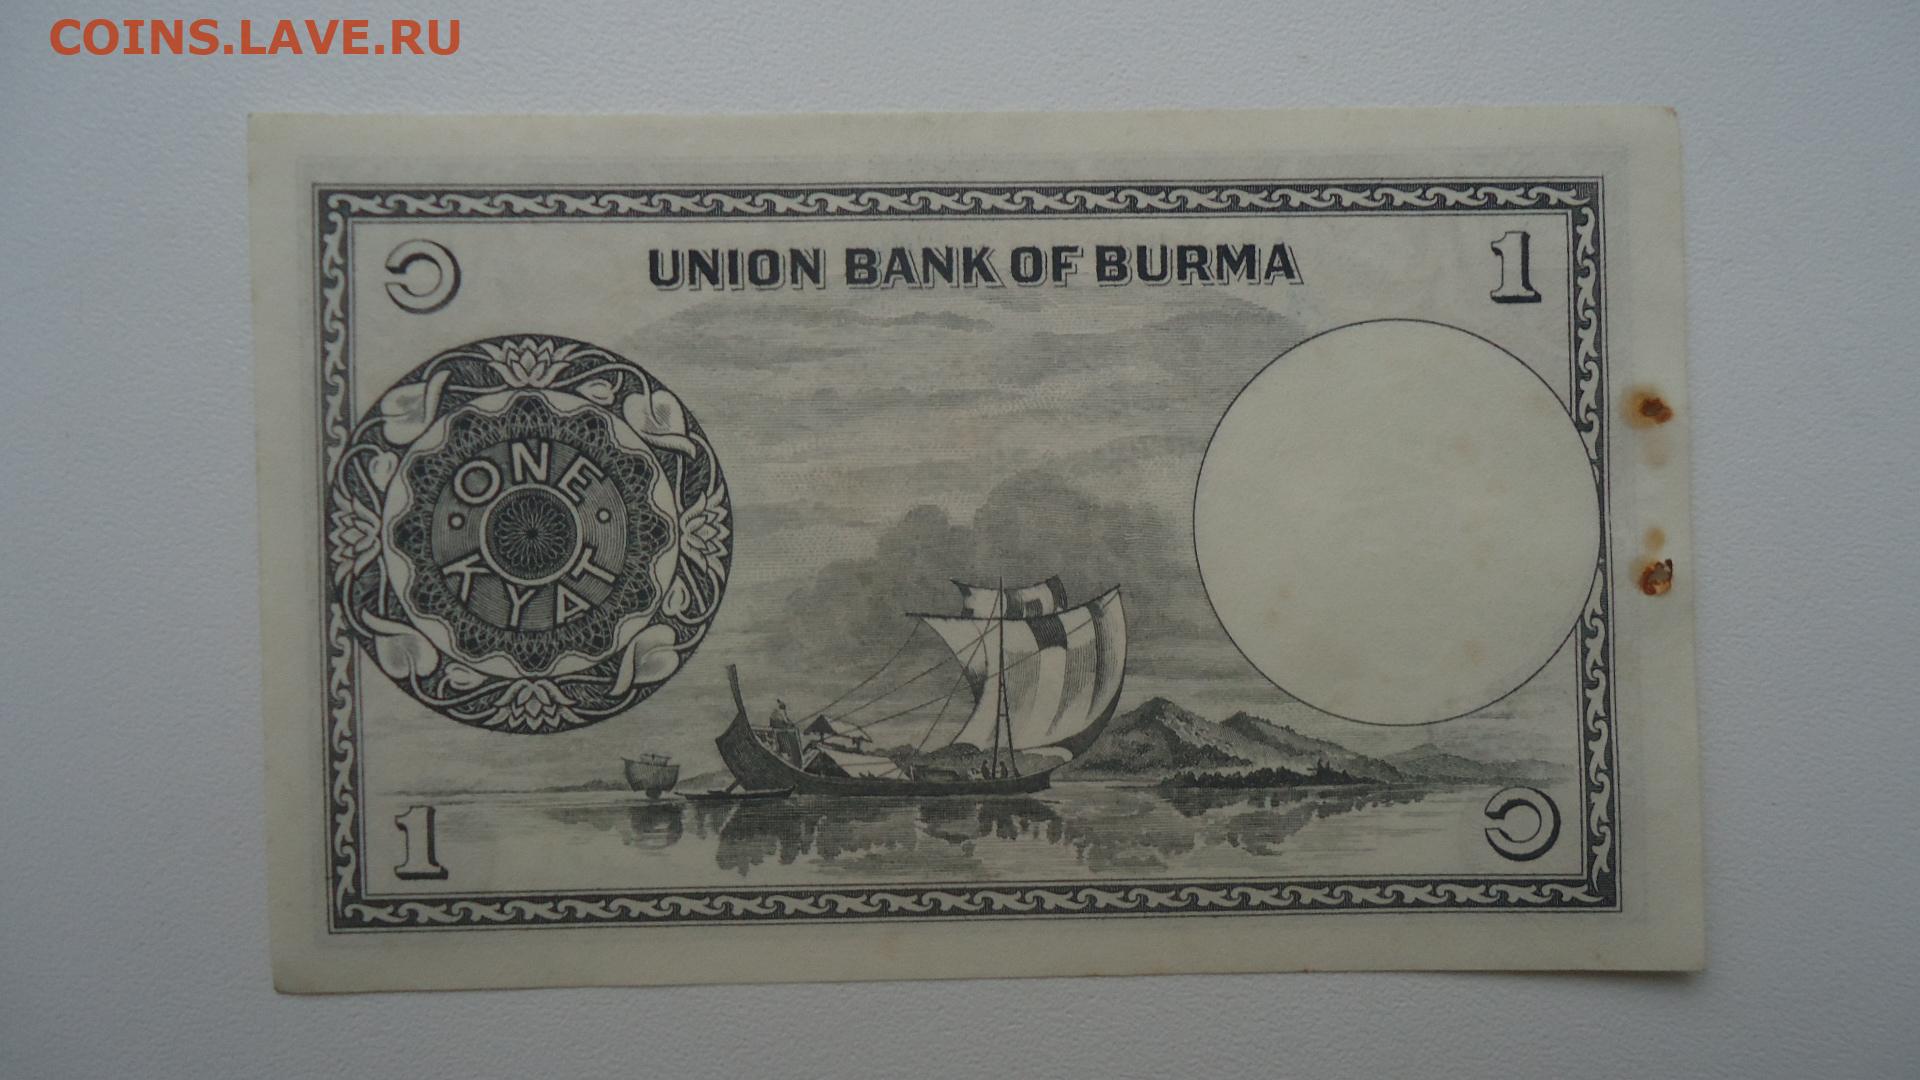 COINS.LAVE.RU
၁ UNION BANK OF BURMA 1
ONE
KYAT
1 ၁